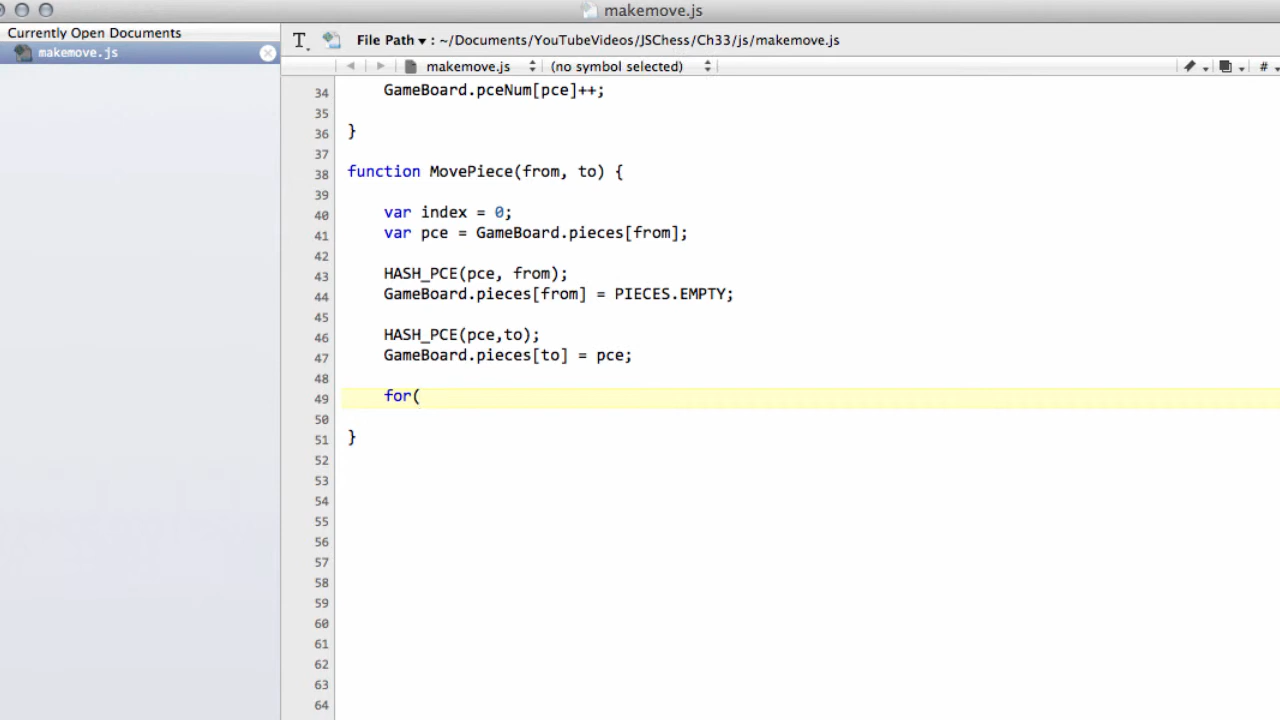 makemove.js
Currently Open Documents
makemove.js
T
File Path ▾ : ~/Documents/YouTubeVideos/JSChess/Ch33/js/makemove.js
makemove.js (no symbol selected) #
34 GameBoard.pceNum[pce]++;
35
36 }
37
38 function MovePiece(from, to) {
39
40 var index = 0;
41 var pce = GameBoard.pieces[from];
42
43 HASH_PCE(pce, from);
44 GameBoard.pieces[from] = PIECES.EMPTY;
45
46 HASH_PCE(pce,to);
47 GameBoard.pieces[to] = pce;
48
49 for(
50
51 }
52
53
54
55
56
57
58
59
60
61
62
63
64